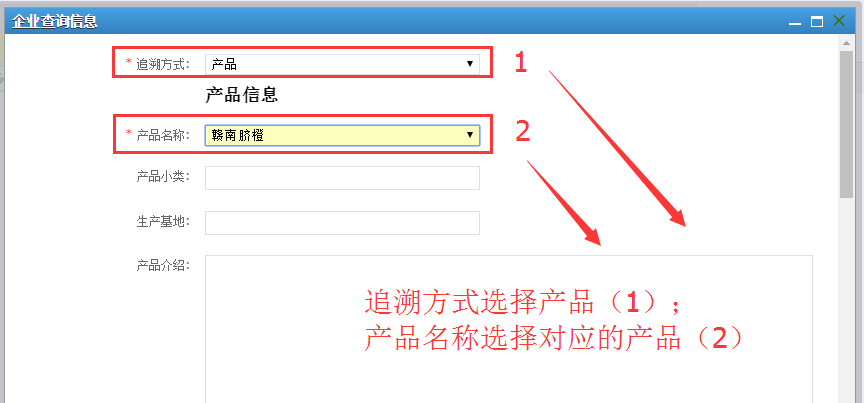 企业查询信息
* 追溯方式： 产品 1
产品信息
* 产品名称： 赣南脐橙 2
产品小类：
生产基地：
产品介绍：
追溯方式选择产品（1）；
产品名称选择对应的产品（2）